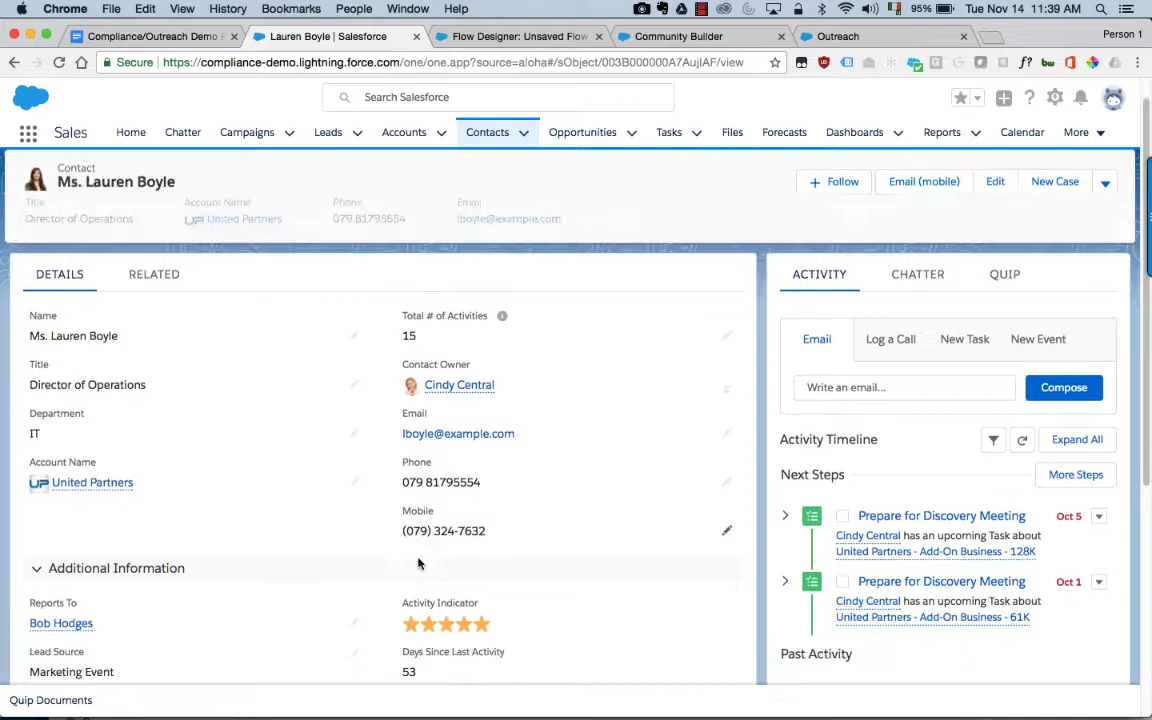 Chrome File Edit View History Bookmarks People Window Help 95% Tue Nov 14 11:39 AM
Compliance/Outreach Demo Lauren Boyle | Salesforce Flow Designer: Unsaved Flow Community Builder Outreach Person 1
Secure https://compliance-demo.lightning.force.com/one/one.app?source=aloha#/sObject/003B000000A7AujIAF/view
Search Salesforce
Sales Home Chatter Campaigns Leads Accounts Contacts Opportunities Tasks Files Forecasts Dashboards Reports Calendar More
Contact
Ms. Lauren Boyle
+ Follow Email (mobile) Edit New Case
Title Account Name Phone Email
Director of Operations United Partners 079 81795554 lboyle@example.com
DETAILS RELATED
Name Total # of Activities
Ms. Lauren Boyle 15
Title Contact Owner
Director of Operations Cindy Central
Department Email
IT lboyle@example.com
Account Name Phone
UP United Partners 079 81795554
Mobile
(079) 324-7632
Additional Information
Reports To Activity Indicator
Bob Hodges
Lead Source Days Since Last Activity
Marketing Event 53
ACTIVITY CHATTER QUIP
Email Log a Call New Task New Event
Write an email... Compose
Activity Timeline Expand All
Next Steps More Steps
Prepare for Discovery Meeting Oct 5
Cindy Central has an upcoming Task about
United Partners - Add-On Business - 128K
Prepare for Discovery Meeting Oct 1
Cindy Central has an upcoming Task about
United Partners - Add-On Business - 61K
Past Activity
Quip Documents